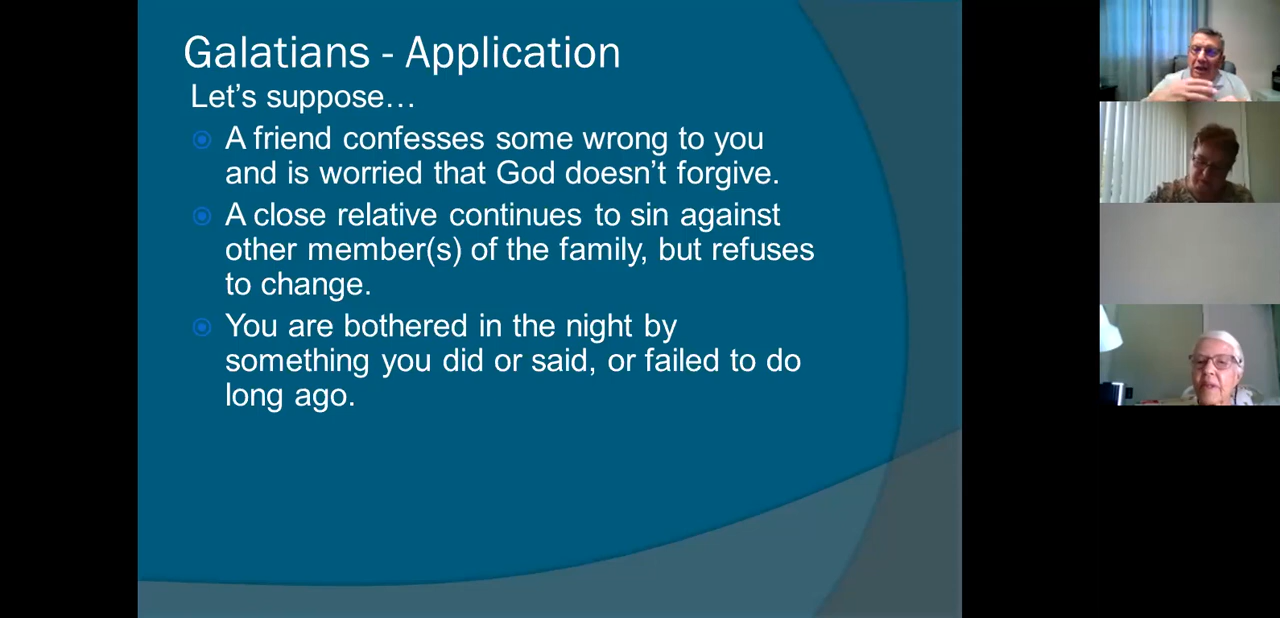 Galatians - Application
Let’s suppose…
A friend confesses some wrong to you
and is worried that God doesn’t forgive.
A close relative continues to sin against
other member(s) of the family, but refuses
to change.
You are bothered in the night by
something you did or said, or failed to do
long ago.